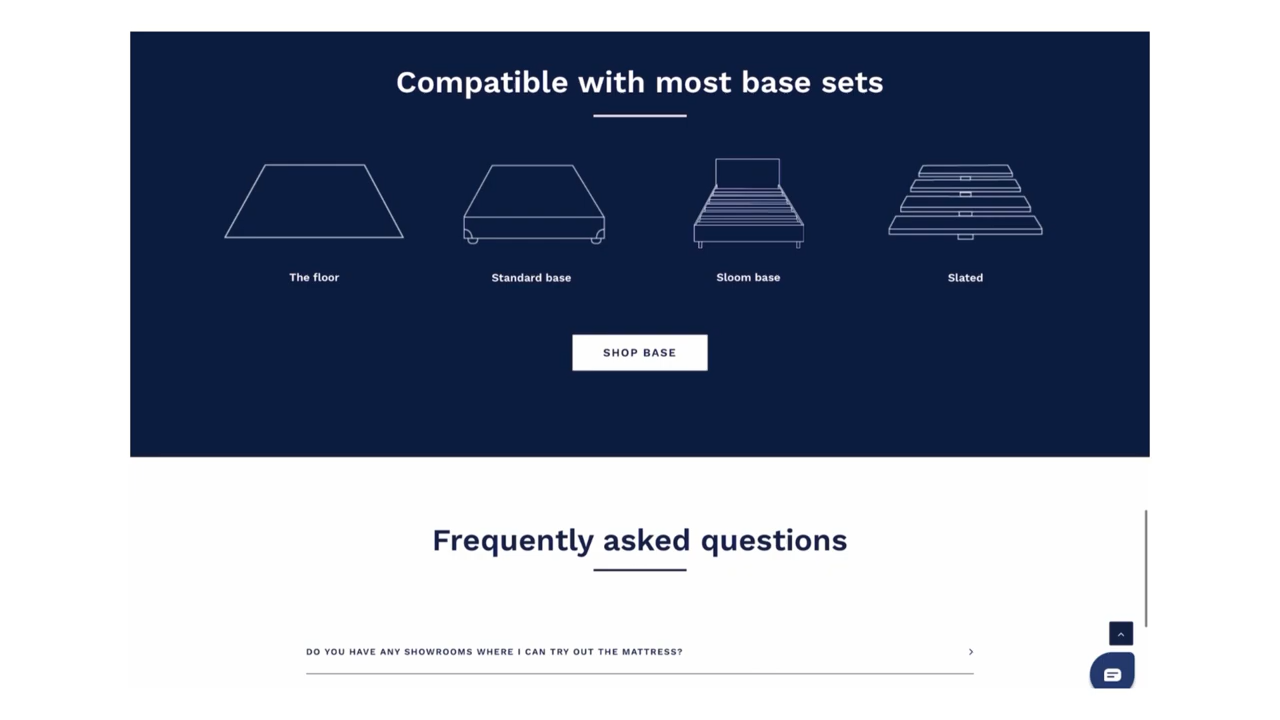 Compatible with most base sets
The floor
Standard base
Sloom base
Slated
SHOP BASE
Frequently asked questions
DO YOU HAVE ANY SHOWROOMS WHERE I CAN TRY OUT THE MATTRESS?